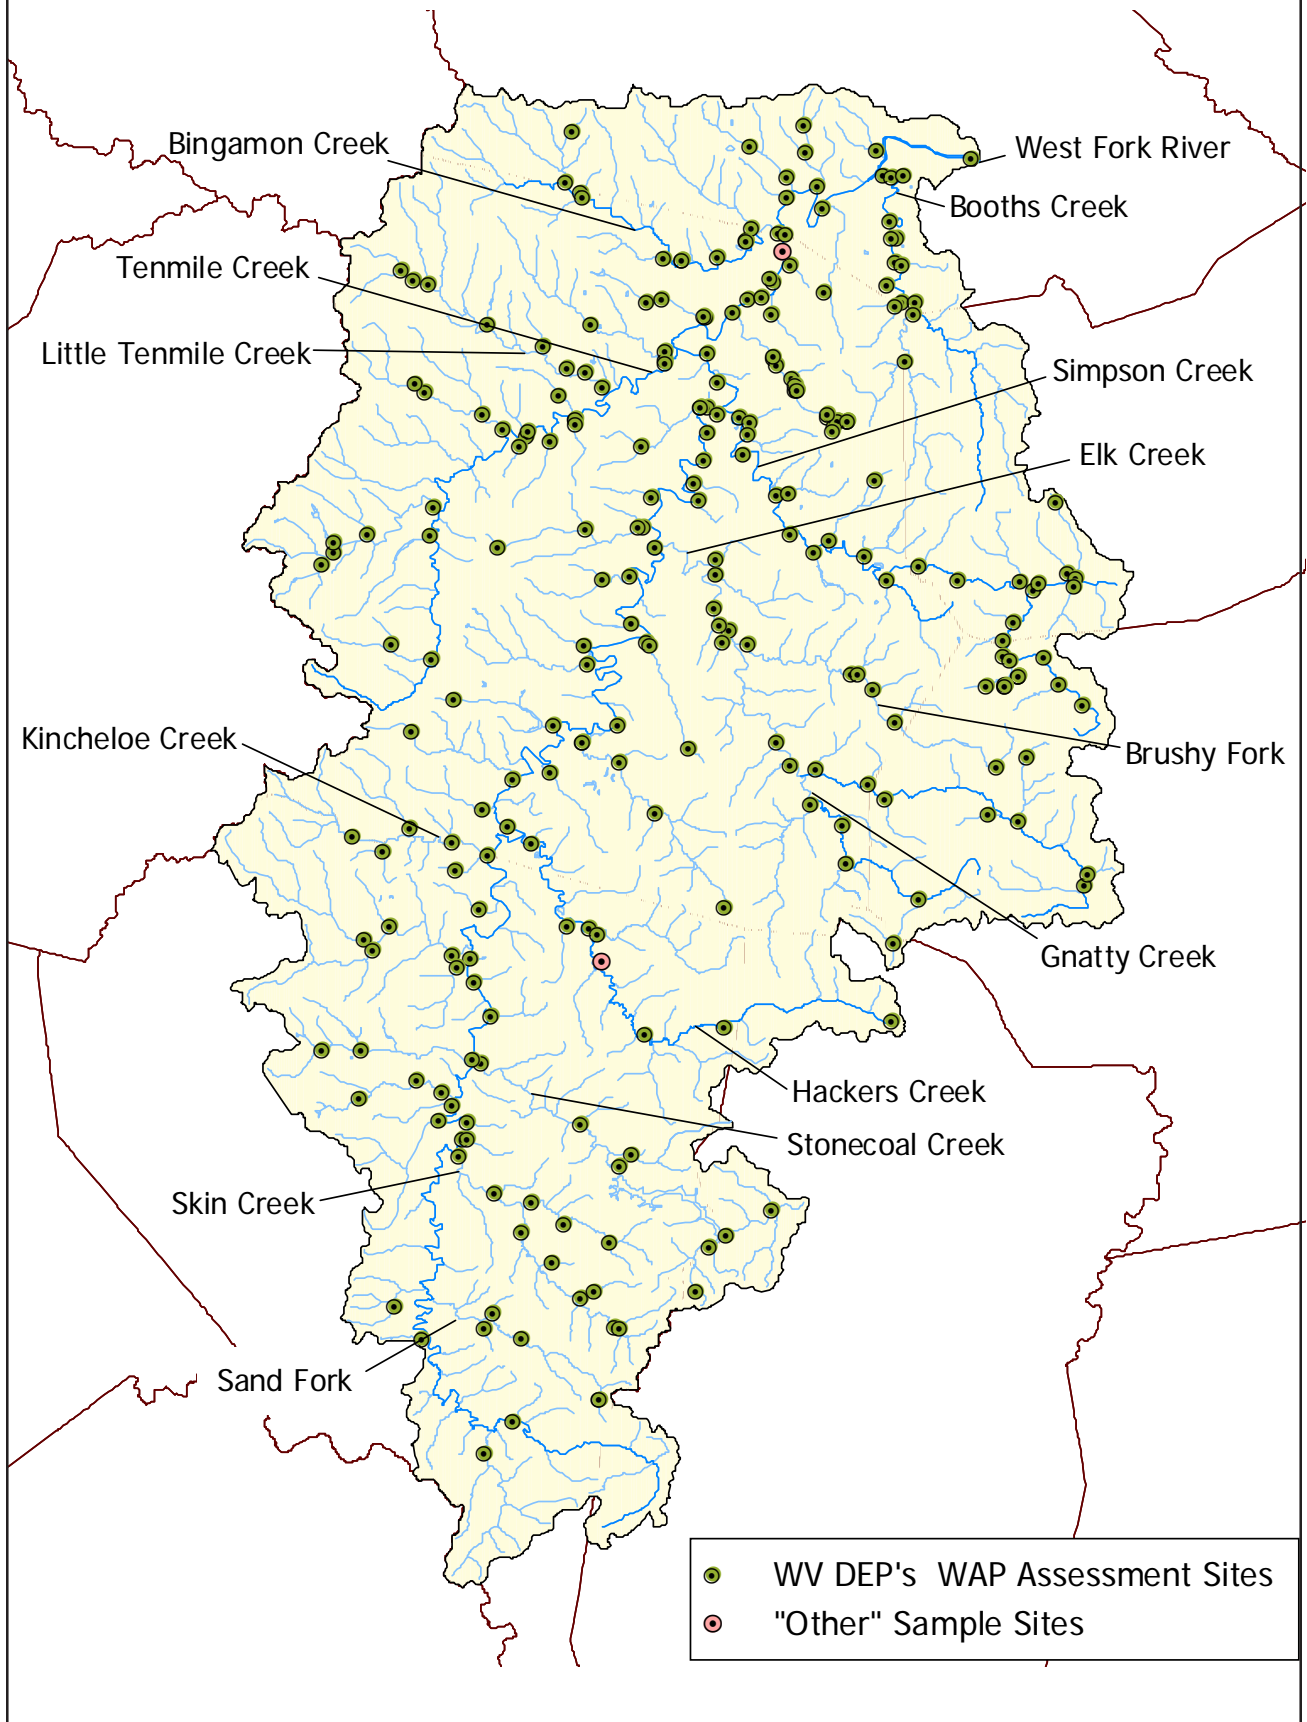 Bingamon Creek
West Fork River
Booths Creek
Tenmile Creek
Little Tenmile Creek
Simpson Creek
Elk Creek
Kincheloe Creek
Brushy Fork
Gnatty Creek
Hackers Creek
Stonecoal Creek
Skin Creek
Sand Fork
WV DEP's WAP Assessment Sites
"Other" Sample Sites